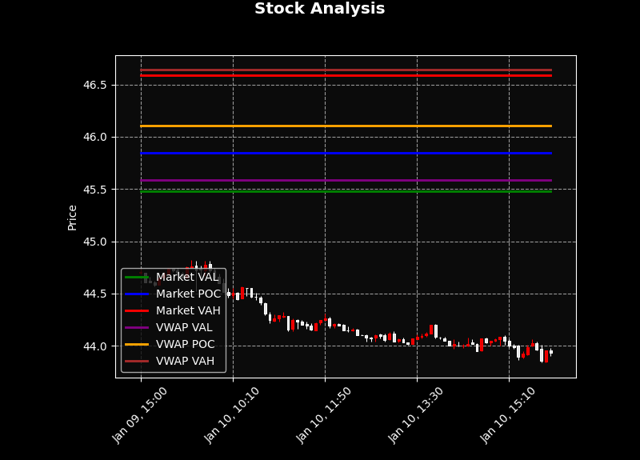 Stock Analysis
46.5
46.0
45.5
45.0
44.5
44.0
Price
Market VAL
Market POC
Market VAH
VWAP VAL
VWAP POC
VWAP VAH
Jan 09, 15:00
Jan 10, 10:10
Jan 10, 11:50
Jan 10, 13:30
Jan 10, 15:10